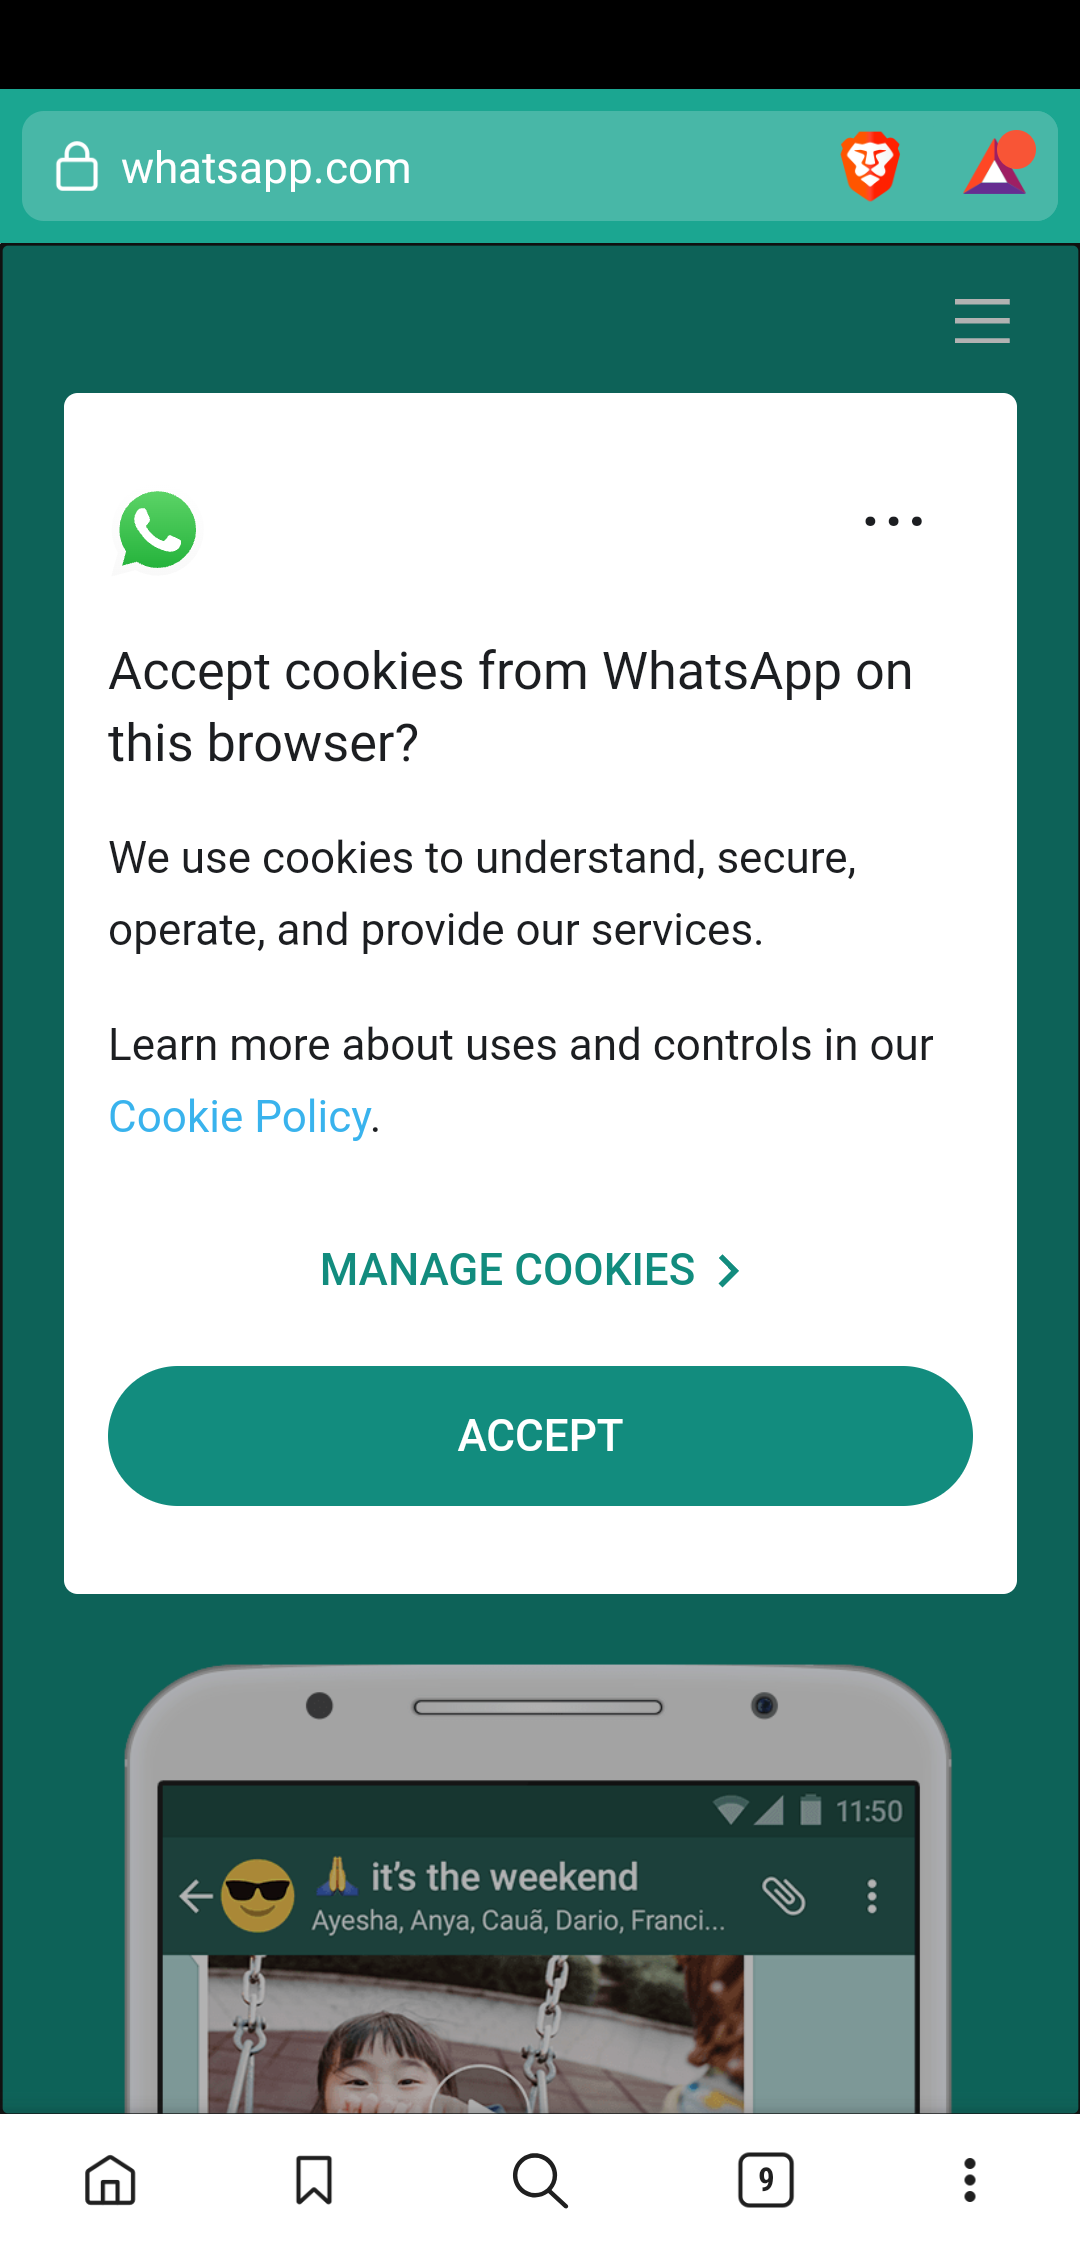 whatsapp.com
Accept cookies from WhatsApp on
this browser?
We use cookies to understand, secure,
operate, and provide our services.
Learn more about uses and controls in our
Cookie Policy.
MANAGE COOKIES
ACCEPT
11:50
🙏 it's the weekend
Ayesha, Anya, Cauã, Dario, Franci...
9